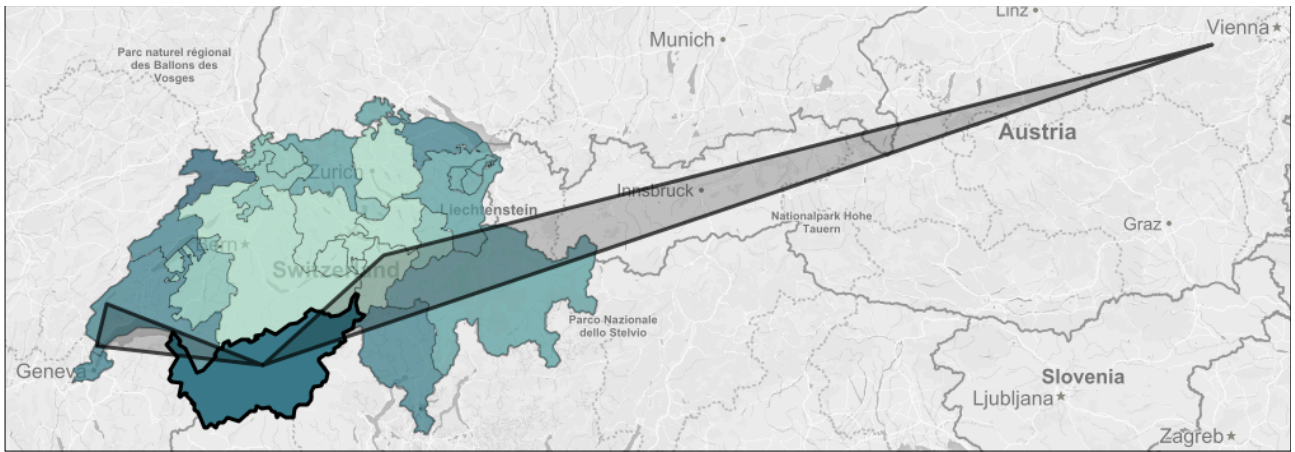 Linz
Vienna
Munich
Parc naturel régional
des Ballons des
Vosges
Austria
Zurich
Innsbruck
Liechtenstein
Nationalpark Hohe
Tauern
Graz
Bern
Switzerland
Parco Nazionale
dello Stelvio
Geneva
Slovenia
Ljubljana
Zagreb